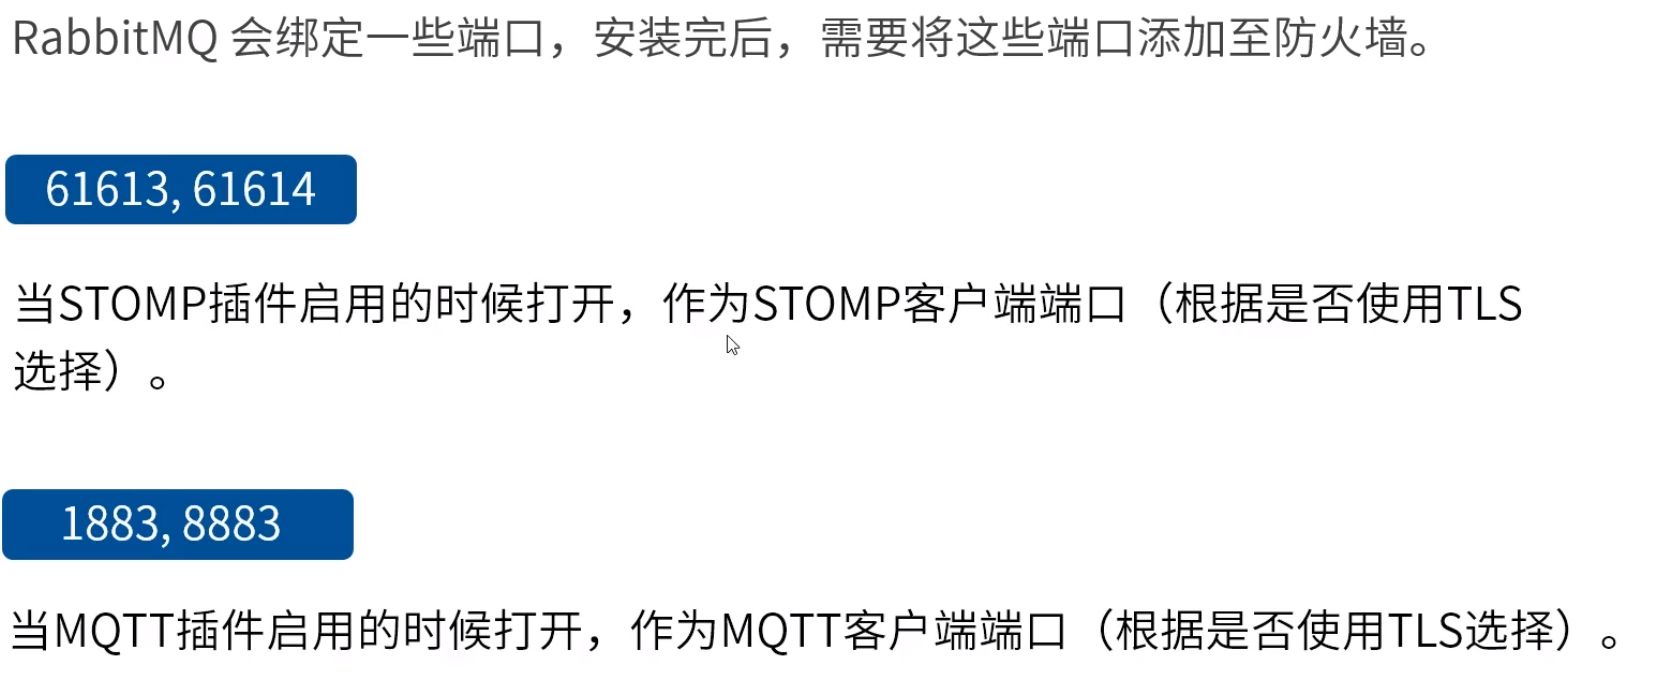 RabbitMQ 会绑定一些端口，安装完后，需要将这些端口添加至防火墙。
61613, 61614
当STOMP插件启用的时候打开，作为STOMP客户端端口（根据是否使用TLS
选择）。
1883, 8883
当MQTT插件启用的时候打开，作为MQTT客户端端口（根据是否使用TLS选择）。